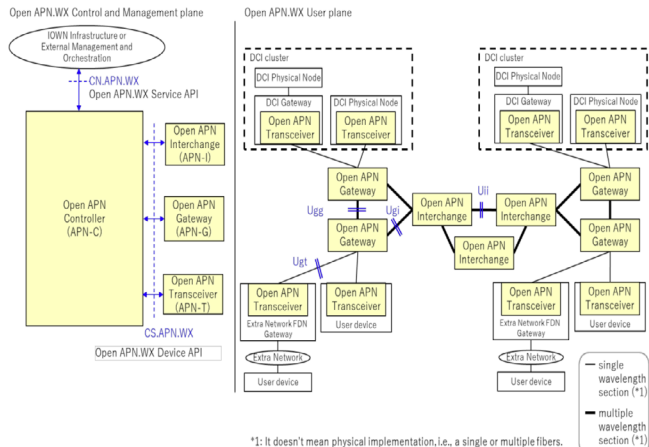 Open APN.WX Control and Management plane
IOWN Infrastructure or
External Management and
Orchestration
CN.APN.WX
Open APN.WX Service API
Open APN
Controller
(APN-C)
Open APN
Interchange
(APN-I)
Open APN
Gateway
(APN-G)
Open APN
Transceiver
(APN-T)
CS.APN.WX
Open APN.WX Device API
Open APN.WX User plane
DCI cluster
DCI Physical Node
DCI Gateway
Open APN
Transceiver
DCI Physical Node
Open APN
Transceiver
DCI cluster
DCI Physical Node
DCI Gateway
Open APN
Transceiver
DCI Physical Node
Open APN
Transceiver
Open APN
Gateway
Ugg
Ugi
Open APN
Gateway
Ugt
Open APN
Interchange
Uii
Open APN
Interchange
Open APN
Interchange
Open APN
Gateway
Open APN
Gateway
Open APN
Transceiver
Extra Network FDN
Gateway
Extra Network
User device
Open APN
Transceiver
User device
Open APN
Transceiver
Extra Network FDN
Gateway
Extra Network
User device
Open APN
Transceiver
User device
single
wavelength
section (*1)
multiple
wavelength
section (*1)
*1: It doesn't mean physical implementation, i.e., a single or multiple fibers.